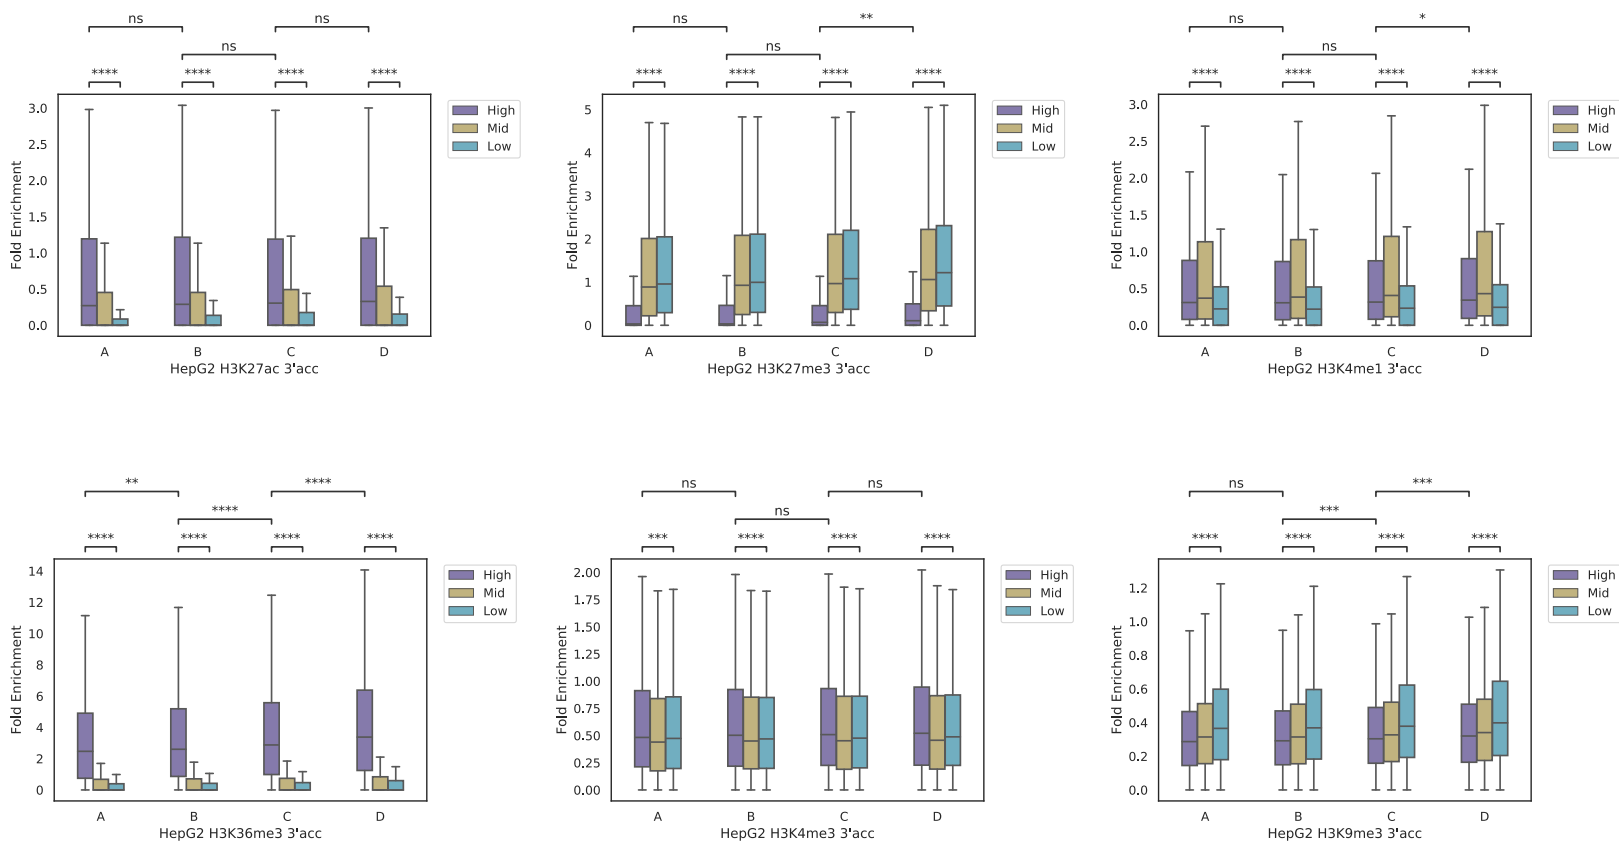 ns ns
ns
**** **** **** ****
3.0
2.5
2.0
1.5
1.0
0.5
0.0
Fold Enrichment
High
Mid
Low
A B C D
HepG2 H3K27ac 3'acc
ns **
ns
**** **** **** ****
5
4
3
2
1
0
Fold Enrichment
High
Mid
Low
A B C D
HepG2 H3K27me3 3'acc
ns *
ns
**** **** **** ****
3.0
2.5
2.0
1.5
1.0
0.5
0.0
Fold Enrichment
High
Mid
Low
A B C D
HepG2 H3K4me1 3'acc
** ****
****
**** **** **** ****
14
12
10
8
6
4
2
0
Fold Enrichment
High
Mid
Low
A B C D
HepG2 H3K36me3 3'acc
ns ns
ns
*** **** **** ****
2.00
1.75
1.50
1.25
1.00
0.75
0.50
0.25
0.00
Fold Enrichment
High
Mid
Low
A B C D
HepG2 H3K4me3 3'acc
ns ***
***
**** **** **** ****
1.2
1.0
0.8
0.6
0.4
0.2
0.0
Fold Enrichment
High
Mid
Low
A B C D
HepG2 H3K9me3 3'acc